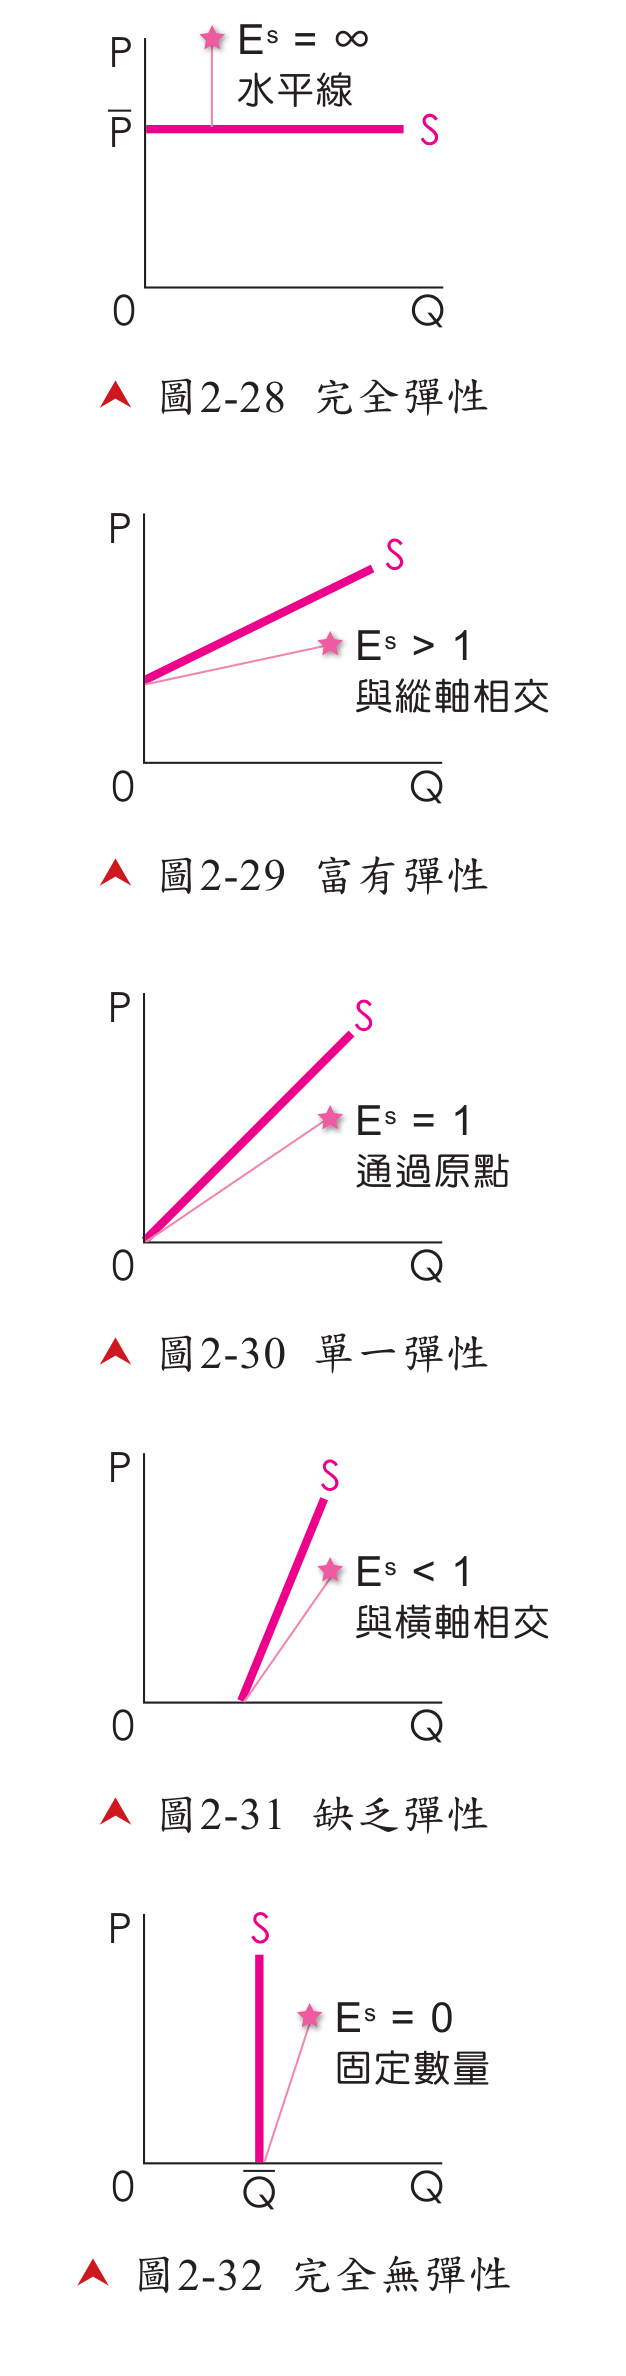 P
Eˢ = ∞
水平線
P̅
S
0
Q
圖2-28 完全彈性
P
S
Eˢ > 1
與縱軸相交
0
Q
圖2-29 富有彈性
P
S
Eˢ = 1
通過原點
0
Q
圖2-30 單一彈性
P
S
Eˢ < 1
與橫軸相交
0
Q
圖2-31 缺乏彈性
P
S
Eˢ = 0
固定數量
0
Q̅
Q
圖2-32 完全無彈性